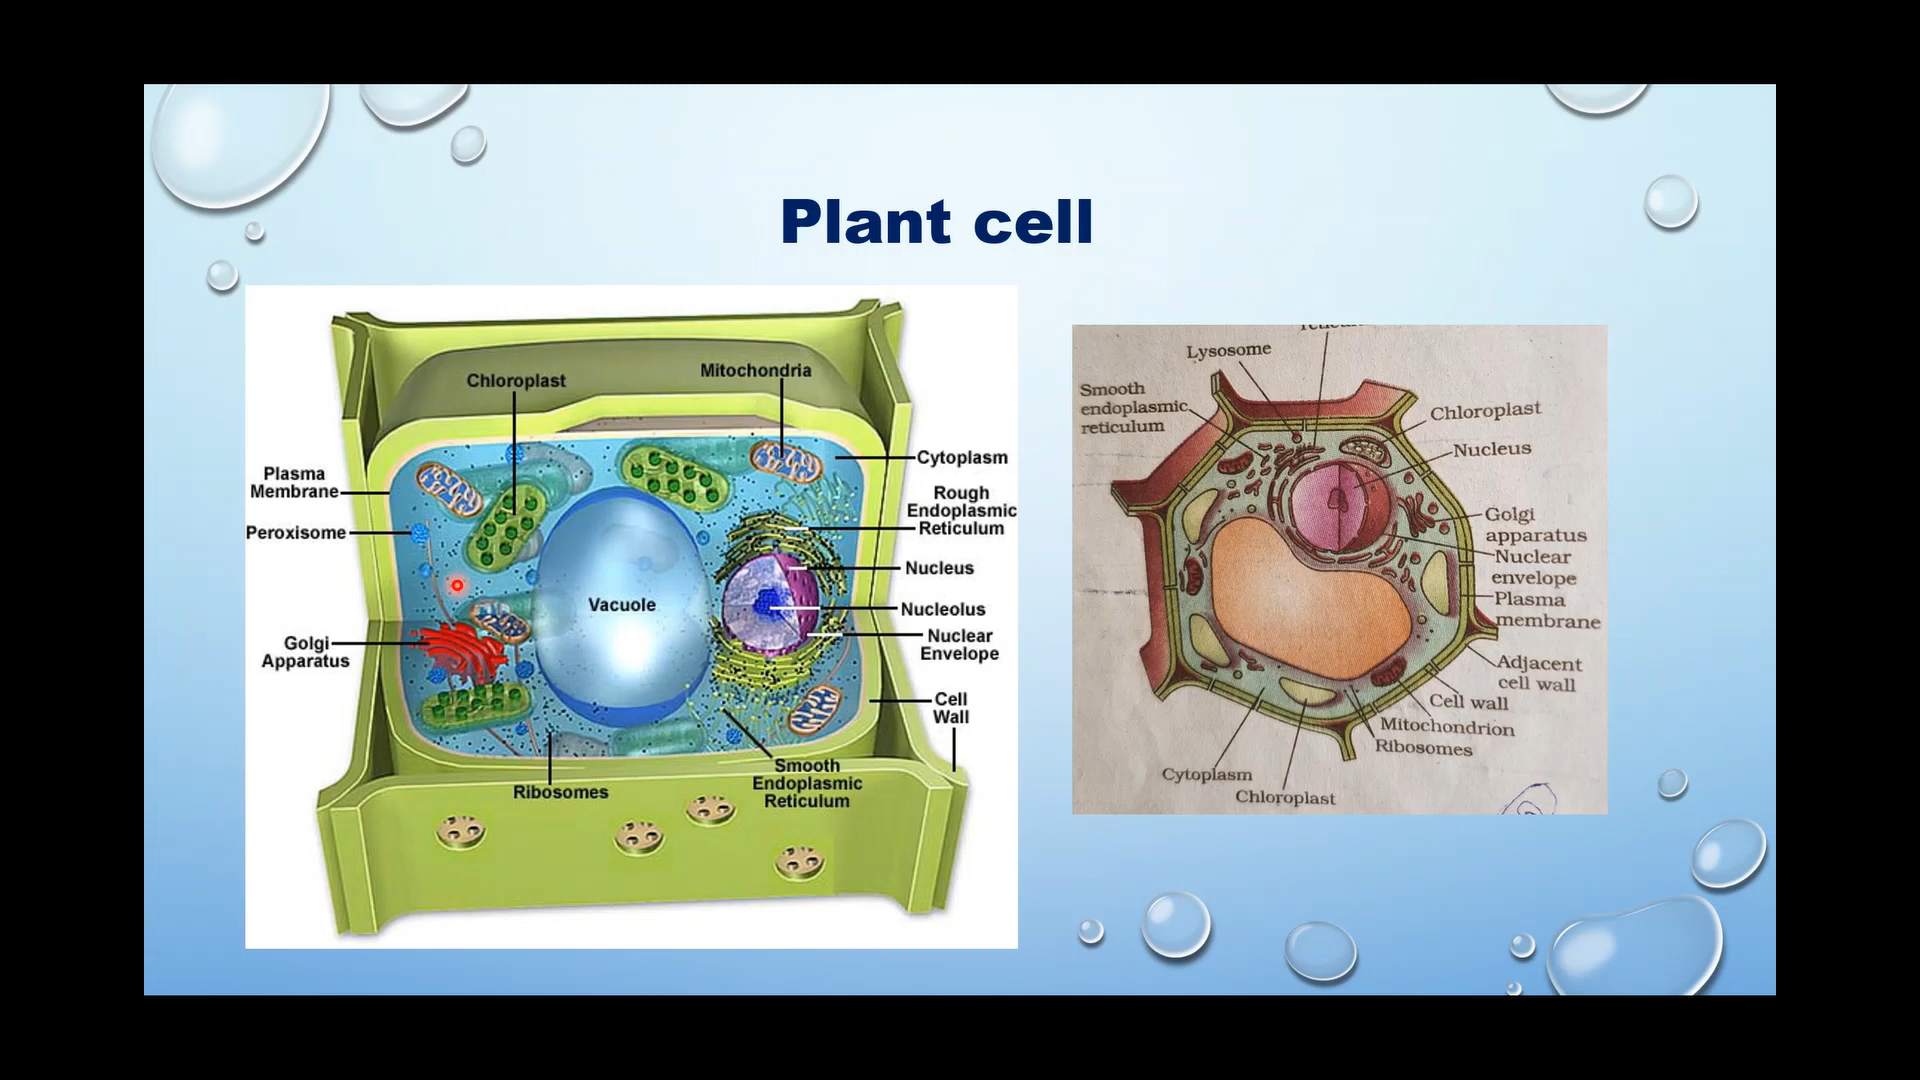 Plant cell
Chloroplast
Mitochondria
Plasma
Membrane
Peroxisome
Golgi
Apparatus
Vacuole
Cytoplasm
Rough
Endoplasmic
Reticulum
Nucleus
Nucleolus
Nuclear
Envelope
Cell
Wall
Smooth
Endoplasmic
Reticulum
Ribosomes
Lysosome
Smooth
endoplasmic
reticulum
Chloroplast
Nucleus
Golgi
apparatus
Nuclear
envelope
Plasma
membrane
Adjacent
cell wall
Cell wall
Mitochondrion
Ribosomes
Cytoplasm
Chloroplast